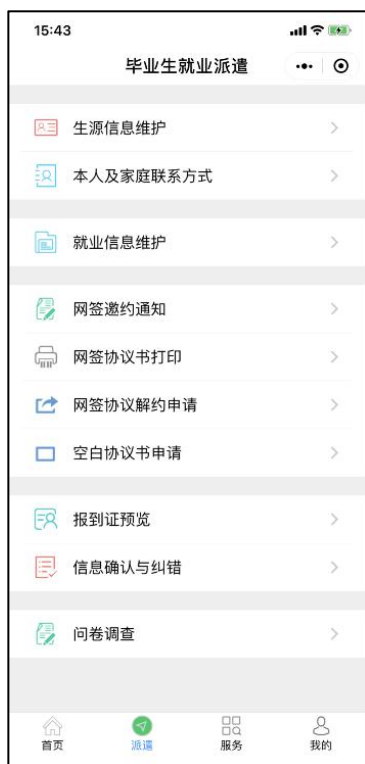 15:43
毕业生就业派遣
生源信息维护
本人及家庭联系方式
就业信息维护
网签邀约通知
网签协议书打印
网签协议解约申请
空白协议书申请
报到证预览
信息确认与纠错
问卷调查
首页 派遣 服务 我的